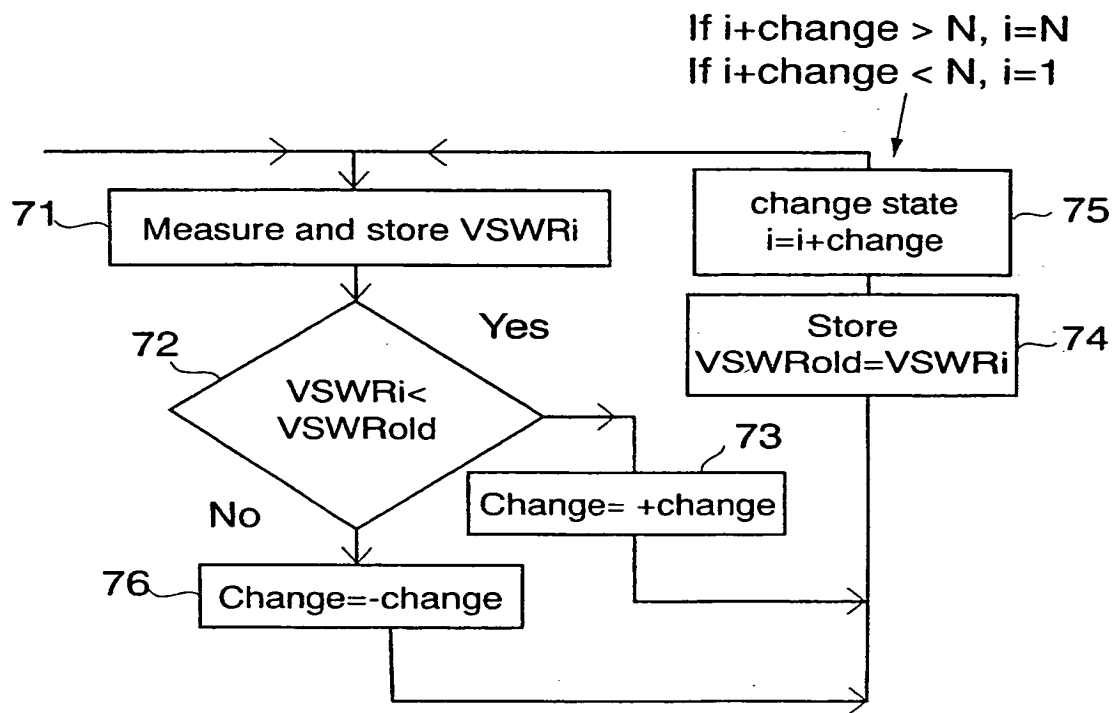 If i+change > N, i=N
If i+change < N, i=1
71
Measure and store VSWRi
change state
i=i+change
75
Store
VSWRold=VSWRi
74
Yes
72
VSWRi<
VSWRold
73
Change= +change
No
76
Change=-change